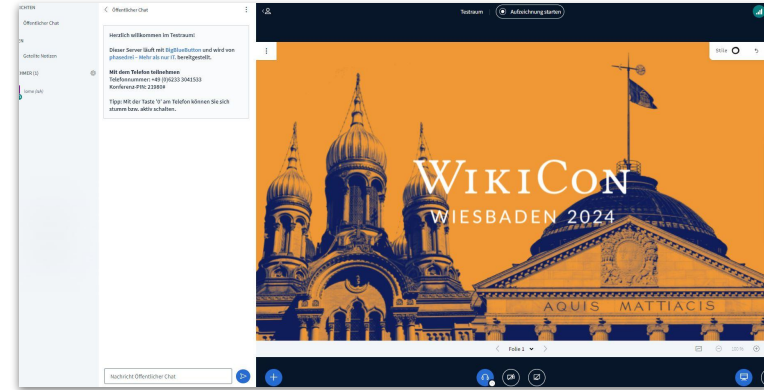 Öffentlicher Chat
Öffentlicher Chat
Geteilte Notizen
Herzlich willkommen im Testraum!
Dieser Server läuft mit BigBlueButton und wird von
phasedrei - Mehr als nur IT. bereitgestellt.
Mit dem Telefon teilnehmen
Telefonnummer: +49 (0)6233 3041533
Konferenz-PIN: 21980#
Tipp: Mit der Taste '0' am Telefon können Sie sich
stumm bzw. aktiv schalten.
Nachricht Öffentlicher Chat
Testraum
Aufzeichnung starten
Stile
WIKICON
WIESBADEN 2024
AQUIS MATTIACIS
Folie 1
100%